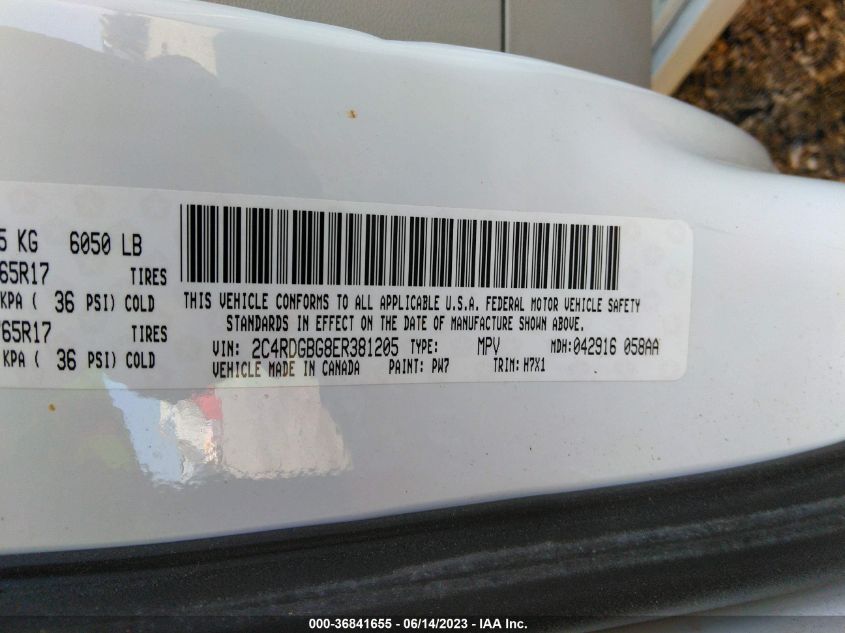 5 KG 6050 LB
65R17 TIRES
KPA ( 36 PSI) COLD
65R17 TIRES
KPA ( 36 PSI) COLD
THIS VEHICLE CONFORMS TO ALL APPLICABLE U.S.A. FEDERAL MOTOR VEHICLE SAFETY
STANDARDS IN EFFECT ON THE DATE OF MANUFACTURE SHOWN ABOVE.
VIN: 2C4RDGBG8ER381205 TYPE: MPV MDH: 042916 058AA
VEHICLE MADE IN CANADA PAINT: PW7 TRIM: H7X1
000-36841655 - 06/14/2023 - IAA Inc.